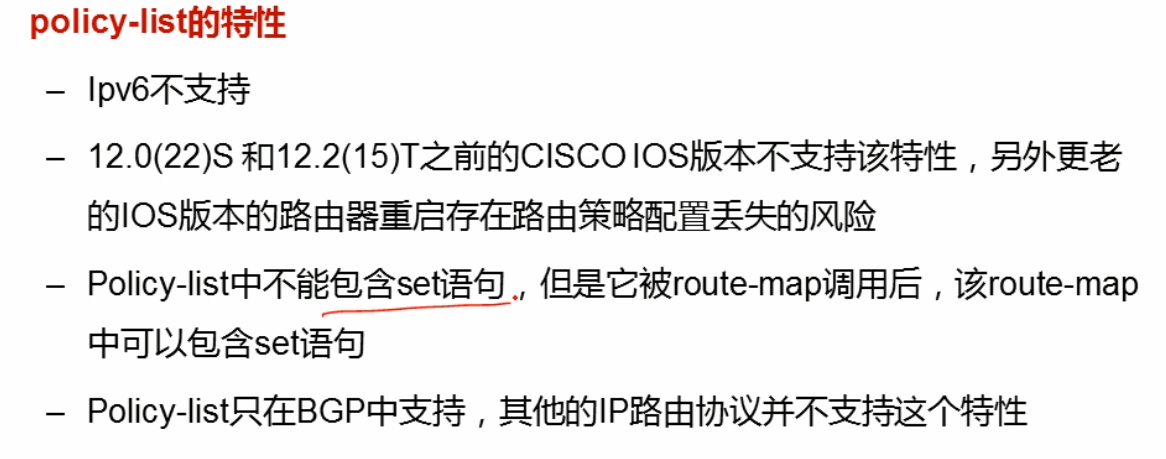 policy-list的特性
– Ipv6不支持
– 12.0(22)S 和12.2(15)T之前的CISCO IOS版本不支持该特性，另外更老
的IOS版本的路由器重启存在路由策略配置丢失的风险
– Policy-list中不能包含set语句，但是它被route-map调用后，该route-map
中可以包含set语句
– Policy-list只在BGP中支持，其他的IP路由协议并不支持这个特性